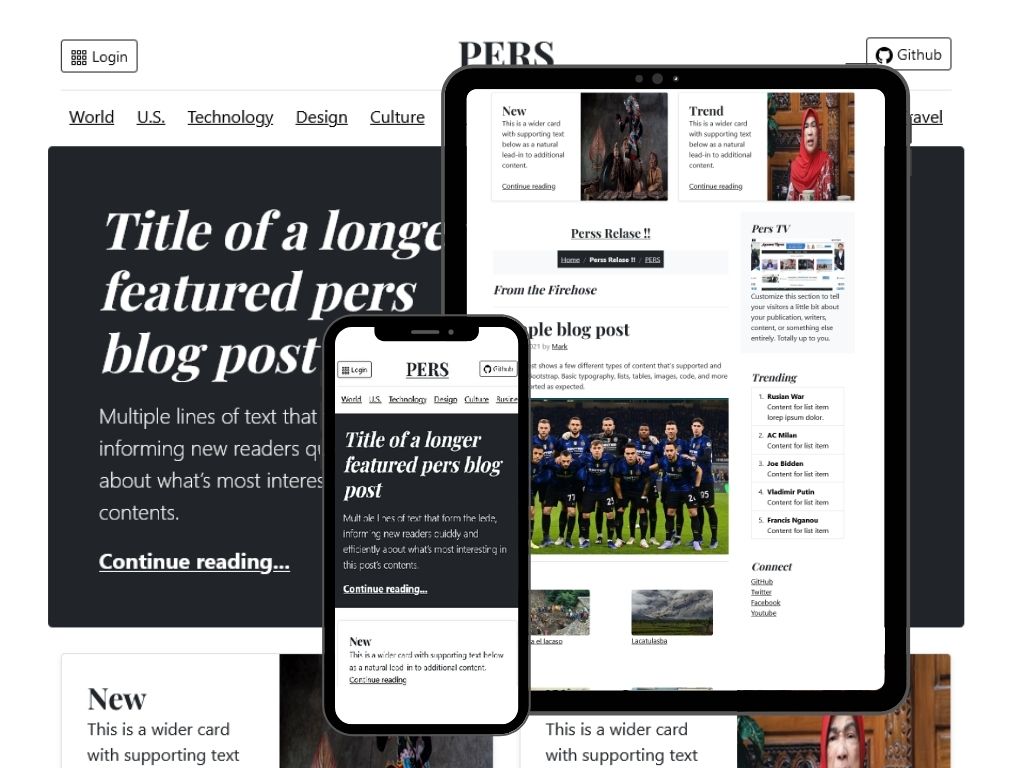 Login
PERS
Github
World U.S. Technology Design Culture
ravel
Title of a longe
featured pers
blog post
Multiple lines of text that
informing new readers qu
about what's most interes
contents.
Continue reading...
New
This is a wider card
with supporting text
This is a wider card
with supporting text
New
This is a wider card
with supporting text
below as a natural
lead-in to additional
content.
Continue reading
Trend
This is a wider card
with supporting text
below as a natural
lead-in to additional
content.
Continue reading
Perss Relase !!
Home / Perss Relase !! / PERS
From the Firehose
ple blog post
021 by Mark
st shows a few different types of content that's supported and
ootstrap. Basic typography, lists, tables, images, code, and more
rted as expected.
a el lacaso
Lacatulasba
Pers TV
Customize this section to tell
your visitors a little bit about
your publication, writers,
content, or something else
entirely. Totally up to you.
Trending
1. Rusian War
Content for list item
lorep ipsum dolor.
2. AC Milan
Content for list item
3. Joe Bidden
Content for list item
4. Vladimir Putin
Content for list item
5. Francis Nganou
Content for list item
Connect
GitHub
Twitter
Facebook
Youtube
Login
PERS
Github
World U.S. Technology Design Culture Busine
Title of a longer
featured pers blog
post
Multiple lines of text that form the lede,
informing new readers quickly and
efficiently about what's most interesting in
this post's contents.
Continue reading...
New
This is a wider card with supporting text below
as a natural lead-in to additional content.
Continue reading